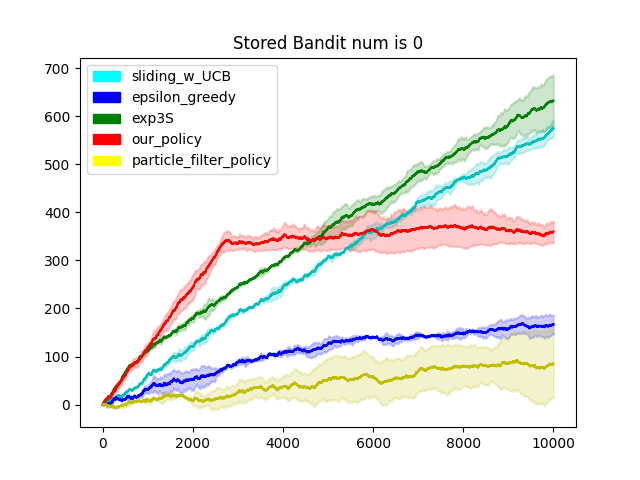 Stored Bandit num is 0
700
600
500
400
300
200
100
0
sliding_w_UCB
epsilon_greedy
exp3S
our_policy
particle_filter_policy
0 2000 4000 6000 8000 10000